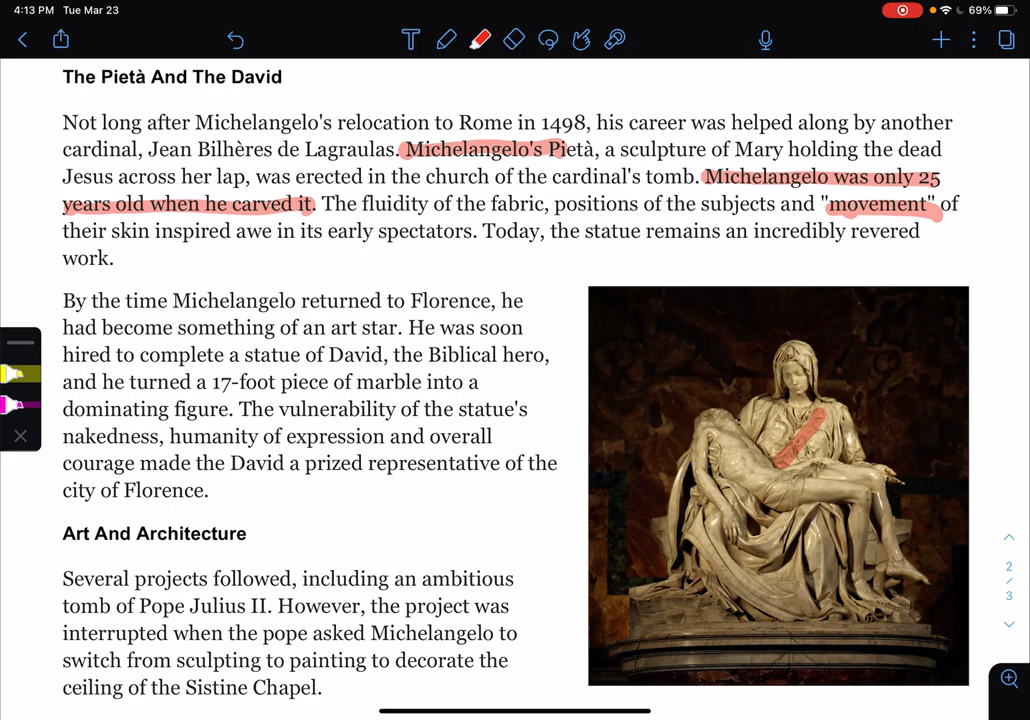 4:13 PM Tue Mar 23
69%
The Pietà And The David
Not long after Michelangelo's relocation to Rome in 1498, his career was helped along by another
cardinal, Jean Bilhères de Lagraulas. Michelangelo's Pietà, a sculpture of Mary holding the dead
Jesus across her lap, was erected in the church of the cardinal's tomb. Michelangelo was only 25
years old when he carved it. The fluidity of the fabric, positions of the subjects and "movement" of
their skin inspired awe in its early spectators. Today, the statue remains an incredibly revered
work.
By the time Michelangelo returned to Florence, he
had become something of an art star. He was soon
hired to complete a statue of David, the Biblical hero,
and he turned a 17-foot piece of marble into a
dominating figure. The vulnerability of the statue's
nakedness, humanity of expression and overall
courage made the David a prized representative of the
city of Florence.
Art And Architecture
Several projects followed, including an ambitious
tomb of Pope Julius II. However, the project was
interrupted when the pope asked Michelangelo to
switch from sculpting to painting to decorate the
ceiling of the Sistine Chapel.
2
/
3